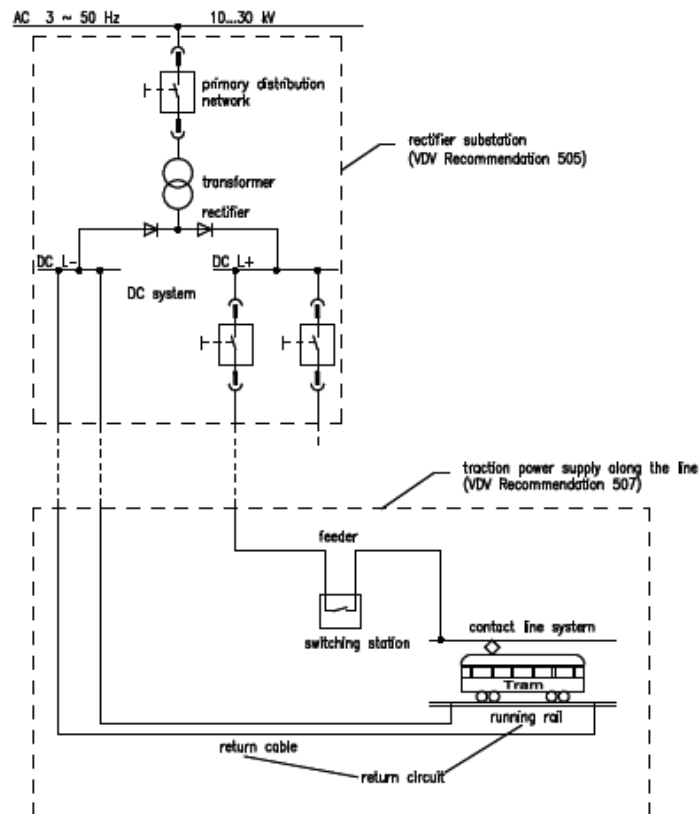 AC 3 ~ 50 Hz
10...30 kV
primary distribution
network
rectifier substation
(VDV Recommendation 505)
transformer
rectifier
DC L-
DC L+
DC system
traction power supply along the line
(VDV Recommendation 507)
feeder
switching station
contact line system
Tram
running rail
return cable
return circuit